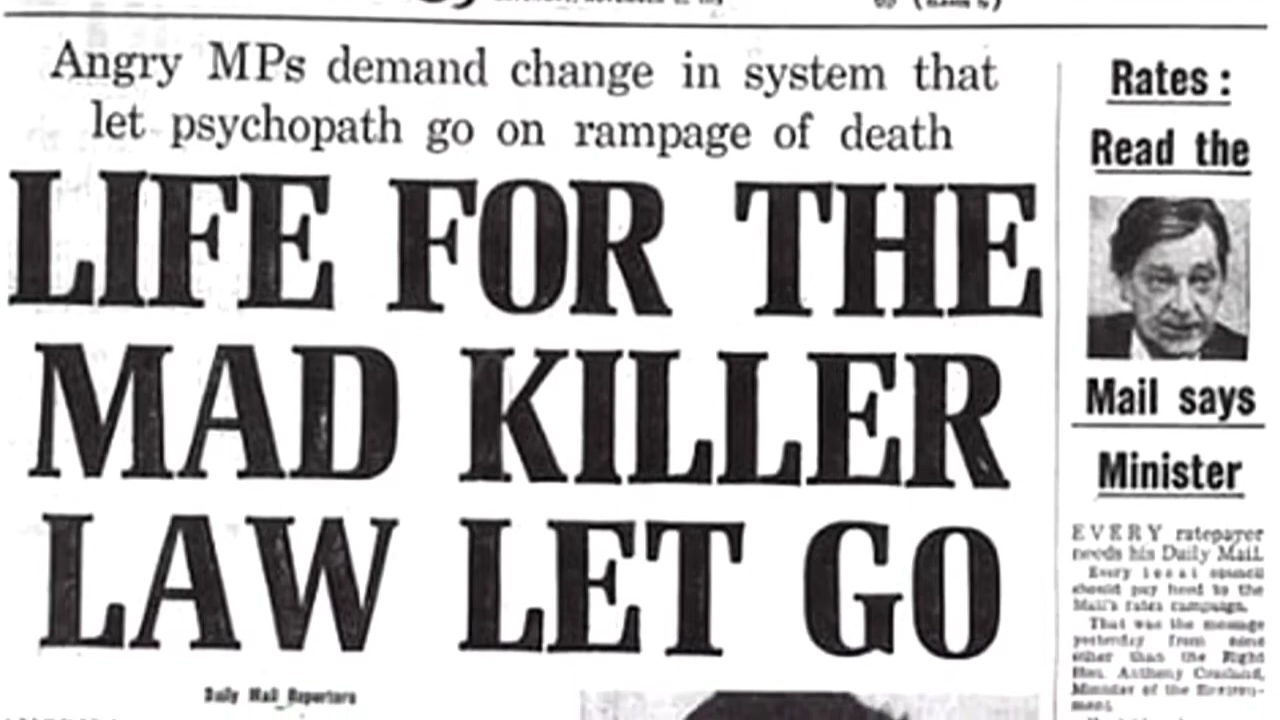 Angry MPs demand change in system that
let psychopath go on rampage of death
LIFE FOR THE
MAD KILLER
LAW LET GO
Daily Mail Reporters
Rates :
Read the
Mail says
Minister
EVERY ratepayer
needs his Daily Mail.
Every local council
should pay heed to the
Mail's rates campaign.
That was the message
yesterday from none
other than the Right
Hon. Anthony Crosland,
Minister of the Environ-
ment.